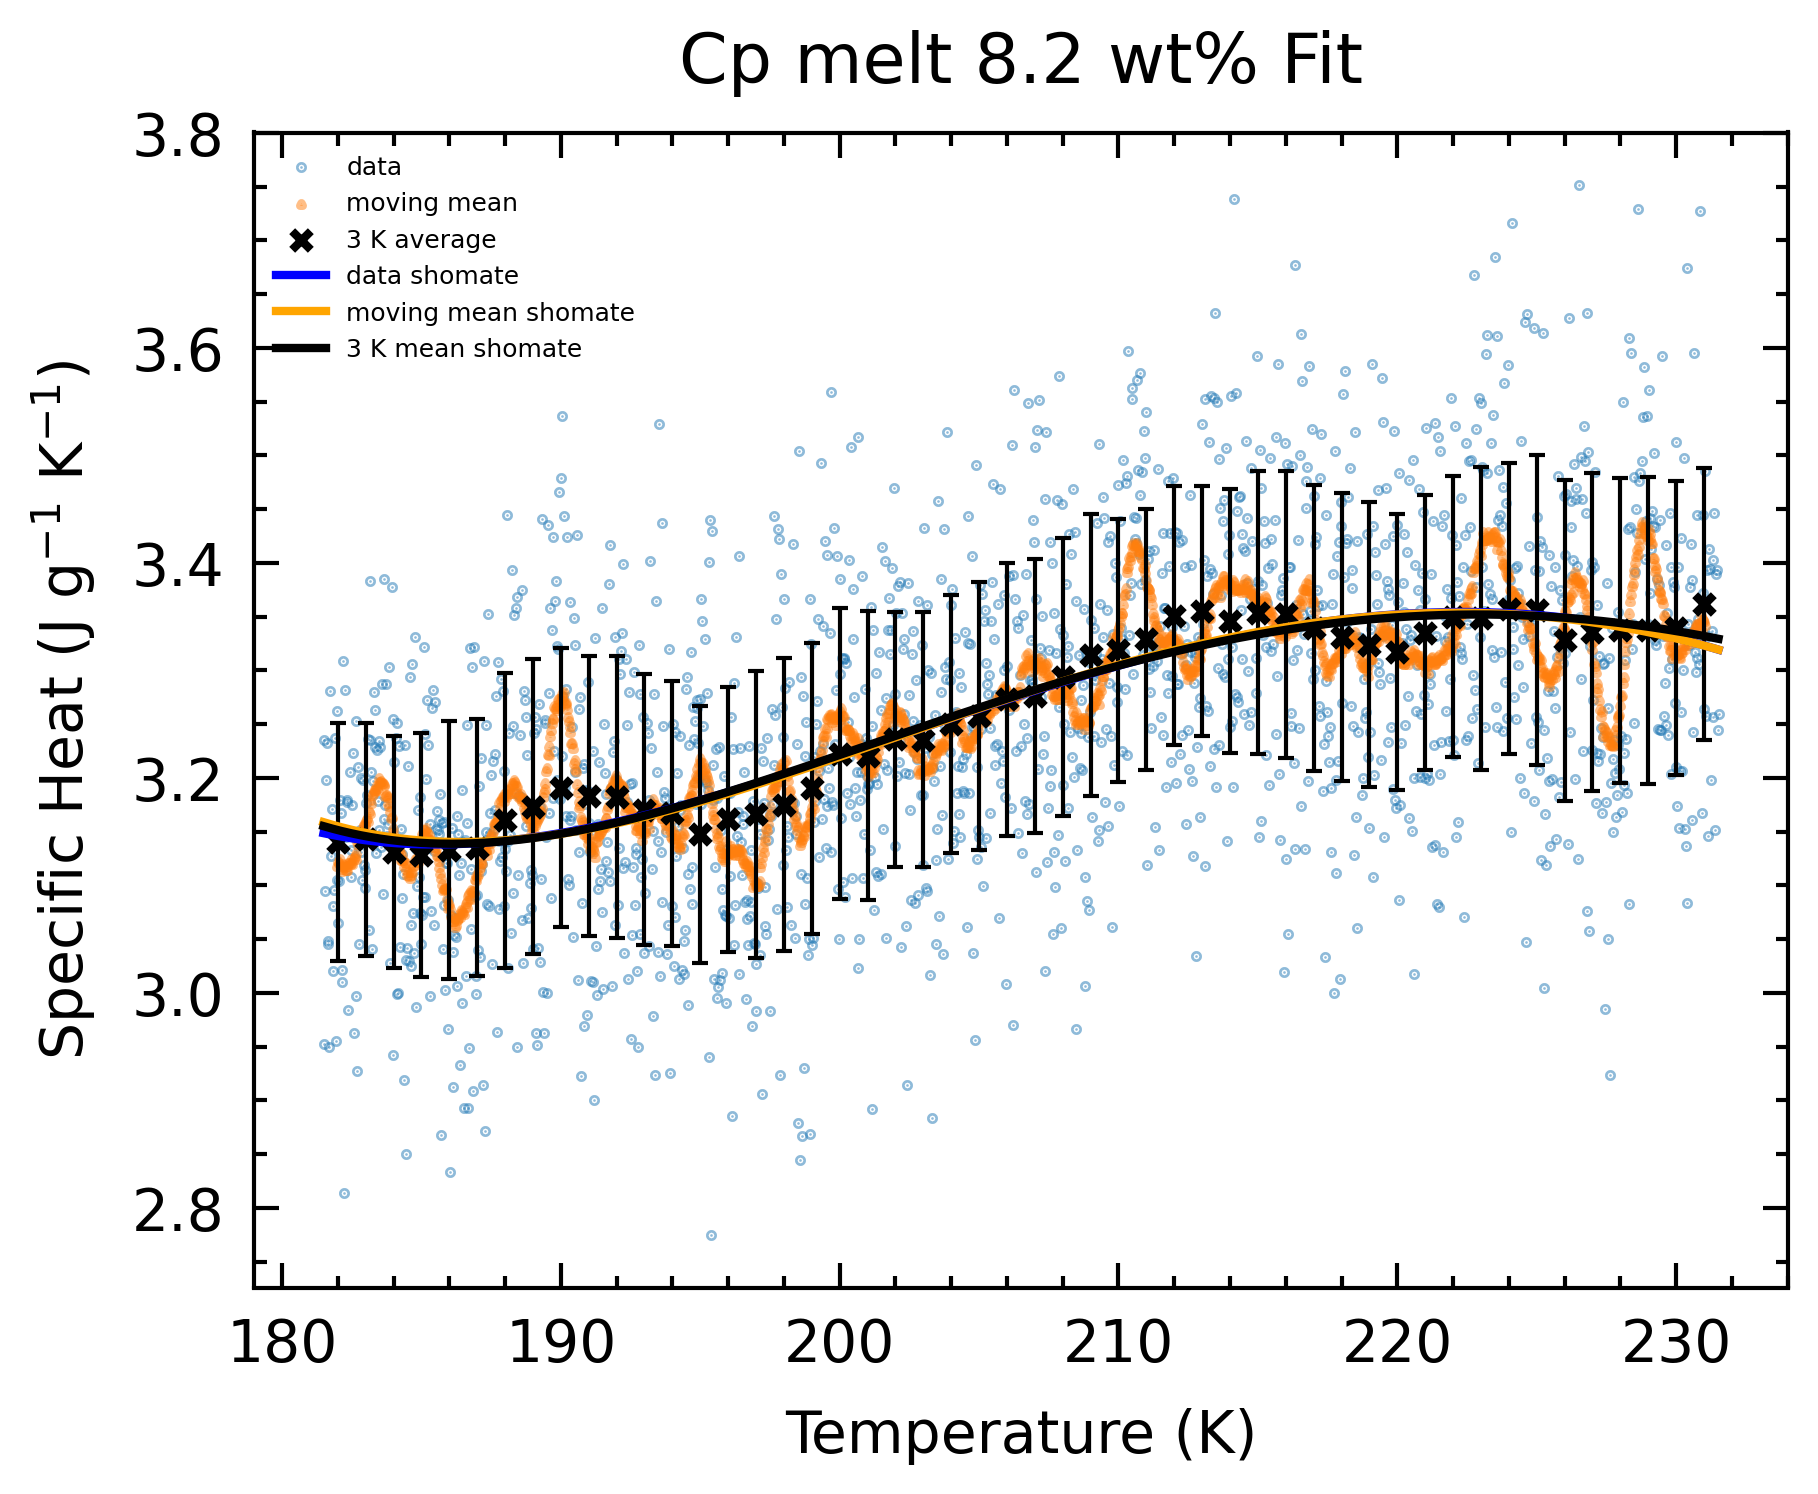 Cp melt 8.2 wt% Fit
3.8
3.6
3.4
3.2
3.0
2.8
Specific Heat (J g⁻¹ K⁻¹)
data
moving mean
3 K average
data shomate
moving mean shomate
3 K mean shomate
180 190 200 210 220 230
Temperature (K)